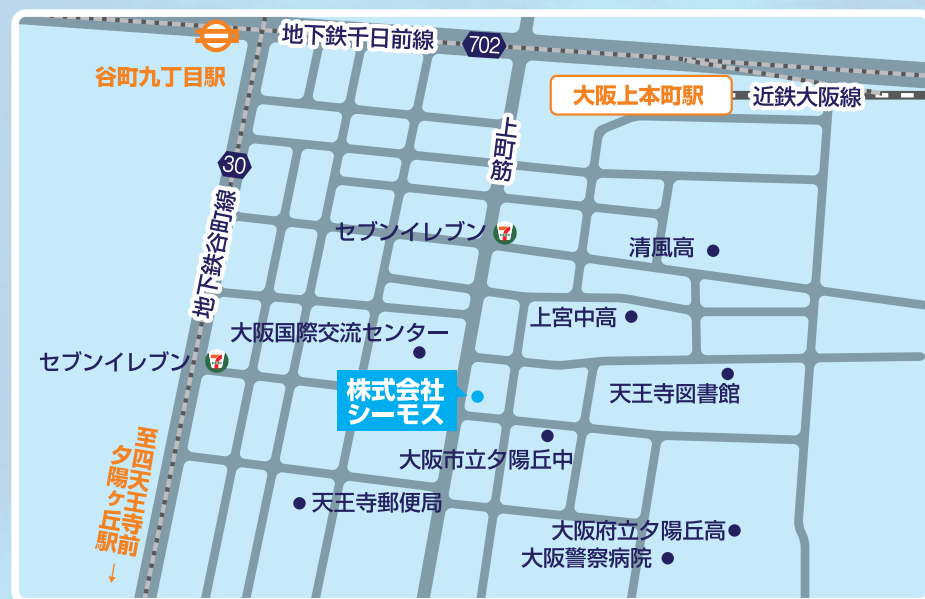 地下鉄千日前線
702
谷町九丁目駅
大阪上本町駅
近鉄大阪線
上町筋
30
地下鉄谷町線
セブンイレブン
7
清風高
上宮中高
大阪国際交流センター
セブンイレブン
7
株式会社
シーモス
天王寺図書館
大阪市立夕陽丘中
至四天王寺前
夕陽ヶ丘駅
↓
天王寺郵便局
大阪府立夕陽丘高
大阪警察病院